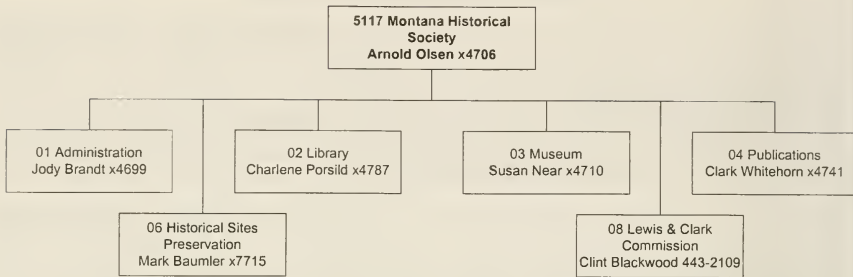 5117 Montana Historical
Society
Arnold Olsen x4706
01 Administration
Jody Brandt x4699
02 Library
Charlene Porsild x4787
03 Museum
Susan Near x4710
04 Publications
Clark Whitehorn x4741
06 Historical Sites
Preservation
Mark Baumler x7715
08 Lewis & Clark
Commission
Clint Blackwood 443-2109